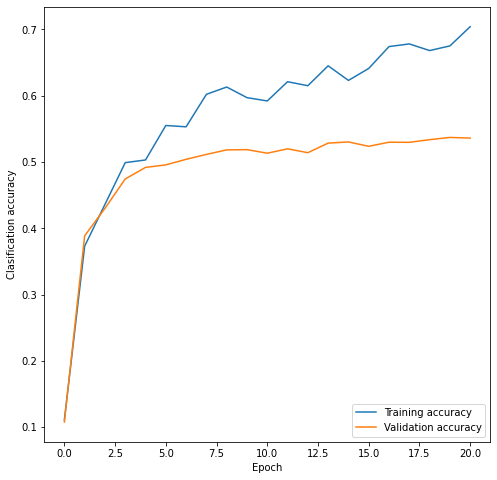 0.7
0.6
0.5
0.4
0.3
0.2
0.1
Clasification accuracy
0.0 2.5 5.0 7.5 10.0 12.5 15.0 17.5 20.0
Epoch
Training accuracy
Validation accuracy